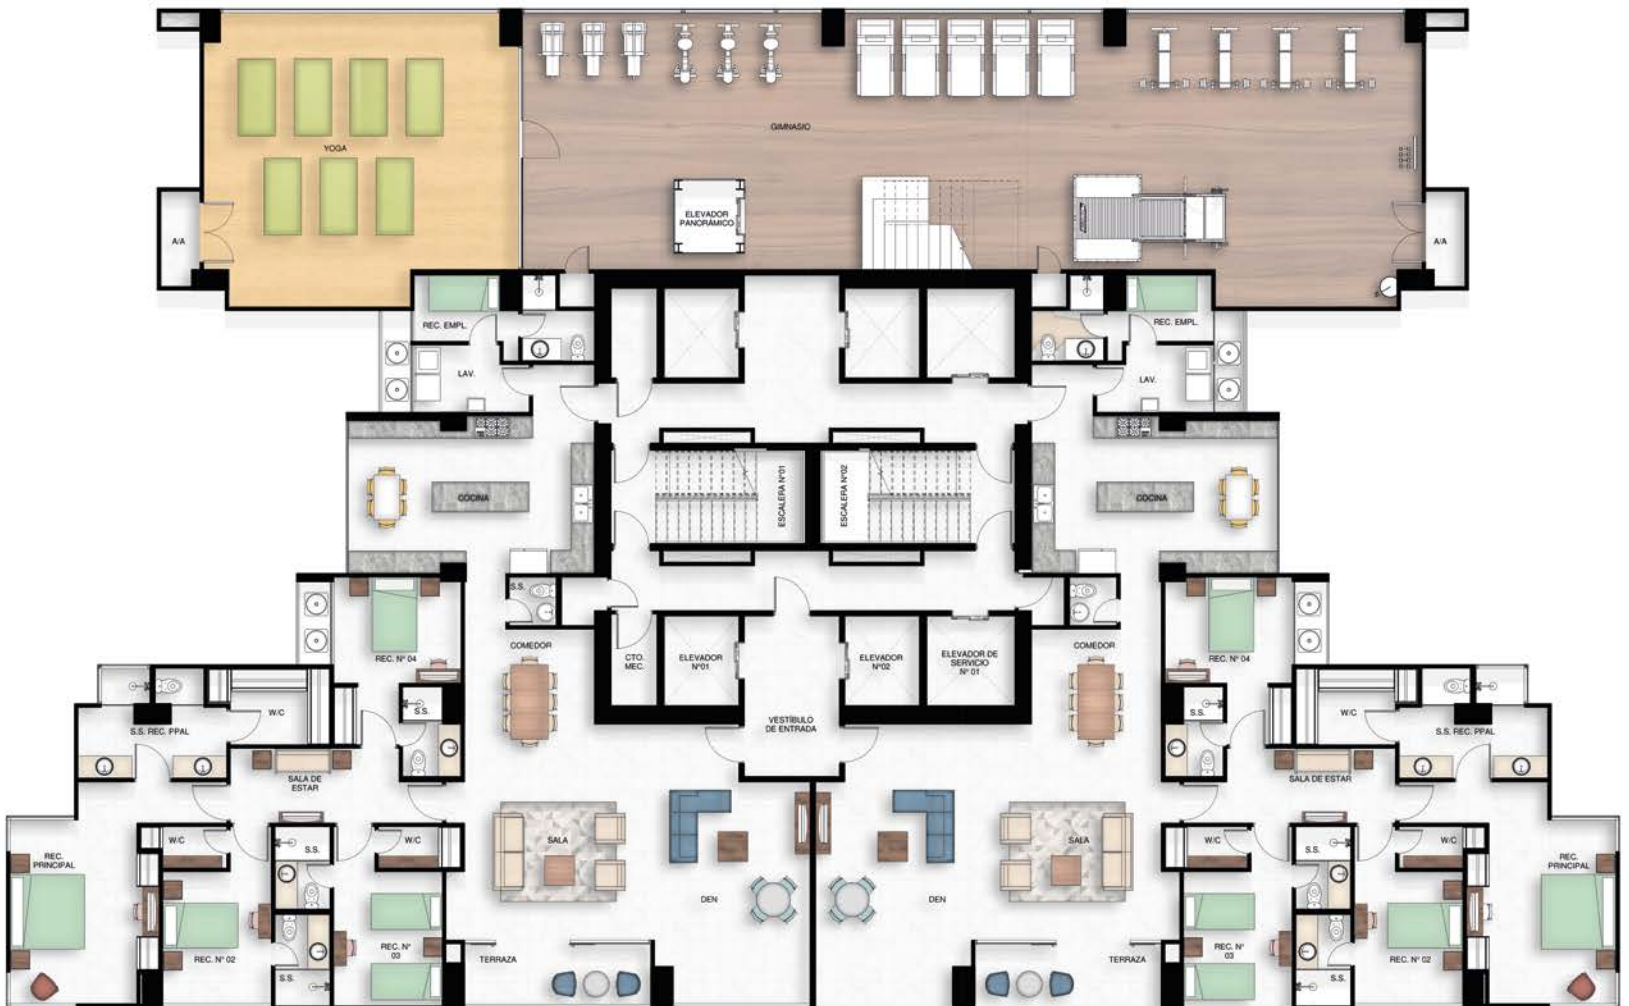 GIMNASIO
YOGA
ELEVADOR
PANORÁMICO
A/A
A/A
REC. EMPL.
REC. EMPL.
LAV.
LAV.
COCINA
ESCALERA N°01
ESCALERA N°02
COCINA
S.S.
COMEDOR
COMEDOR
REC. N° 04
CTO.
MEC.
ELEVADOR
N°01
ELEVADOR
N°02
ELEVADOR DE
SERVICIO
N° 01
REC. N° 04
W/C
S.S.
S.S.
W/C
S.S. REC. PPAL
VESTÍBULO
DE ENTRADA
S.S. REC. PPAL
SALA DE
ESTAR
SALA DE ESTAR
W/C
S.S.
W/C
SALA
SALA
W/C
S.S.
W/C
REC.
PRINCIPAL
REC.
PRINCIPAL
DEN
DEN
REC. N° 02
REC. N°
03
TERRAZA
TERRAZA
REC. N°
03
REC. N° 02
S.S.
S.S.